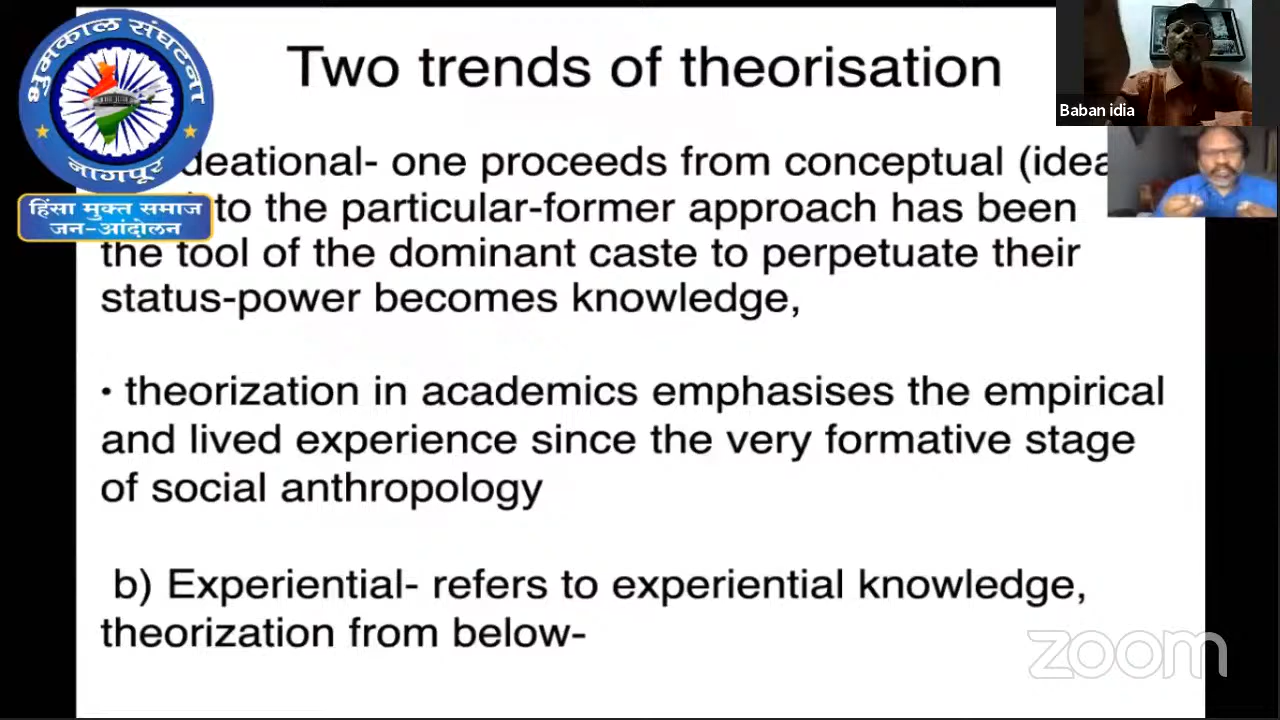 Two trends of theorisation
deational- one proceeds from conceptual (idea
to the particular-former approach has been
the tool of the dominant caste to perpetuate their
status-power becomes knowledge,
• theorization in academics emphasises the empirical
and lived experience since the very formative stage
of social anthropology
b) Experiential- refers to experiential knowledge,
theorization from below-
धुनकाल संघटना
नागपूर
हिंसा मुक्त समाज
जन-आंदोलन
Baban idia
zoom